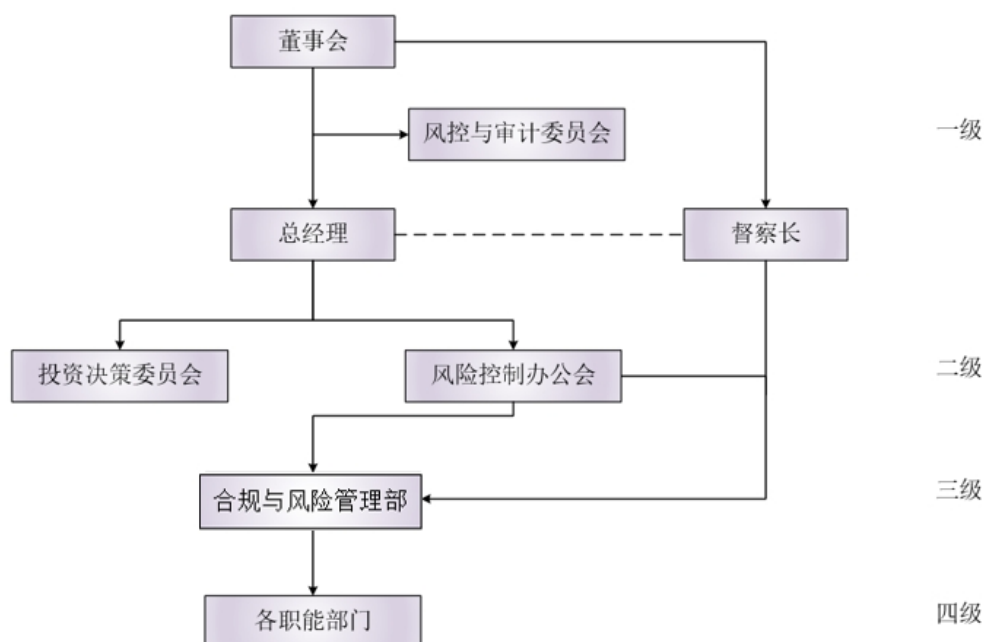 董事会
风控与审计委员会
一级
总经理
督察长
投资决策委员会
风险控制办公会
二级
合规与风险管理部
三级
各职能部门
四级